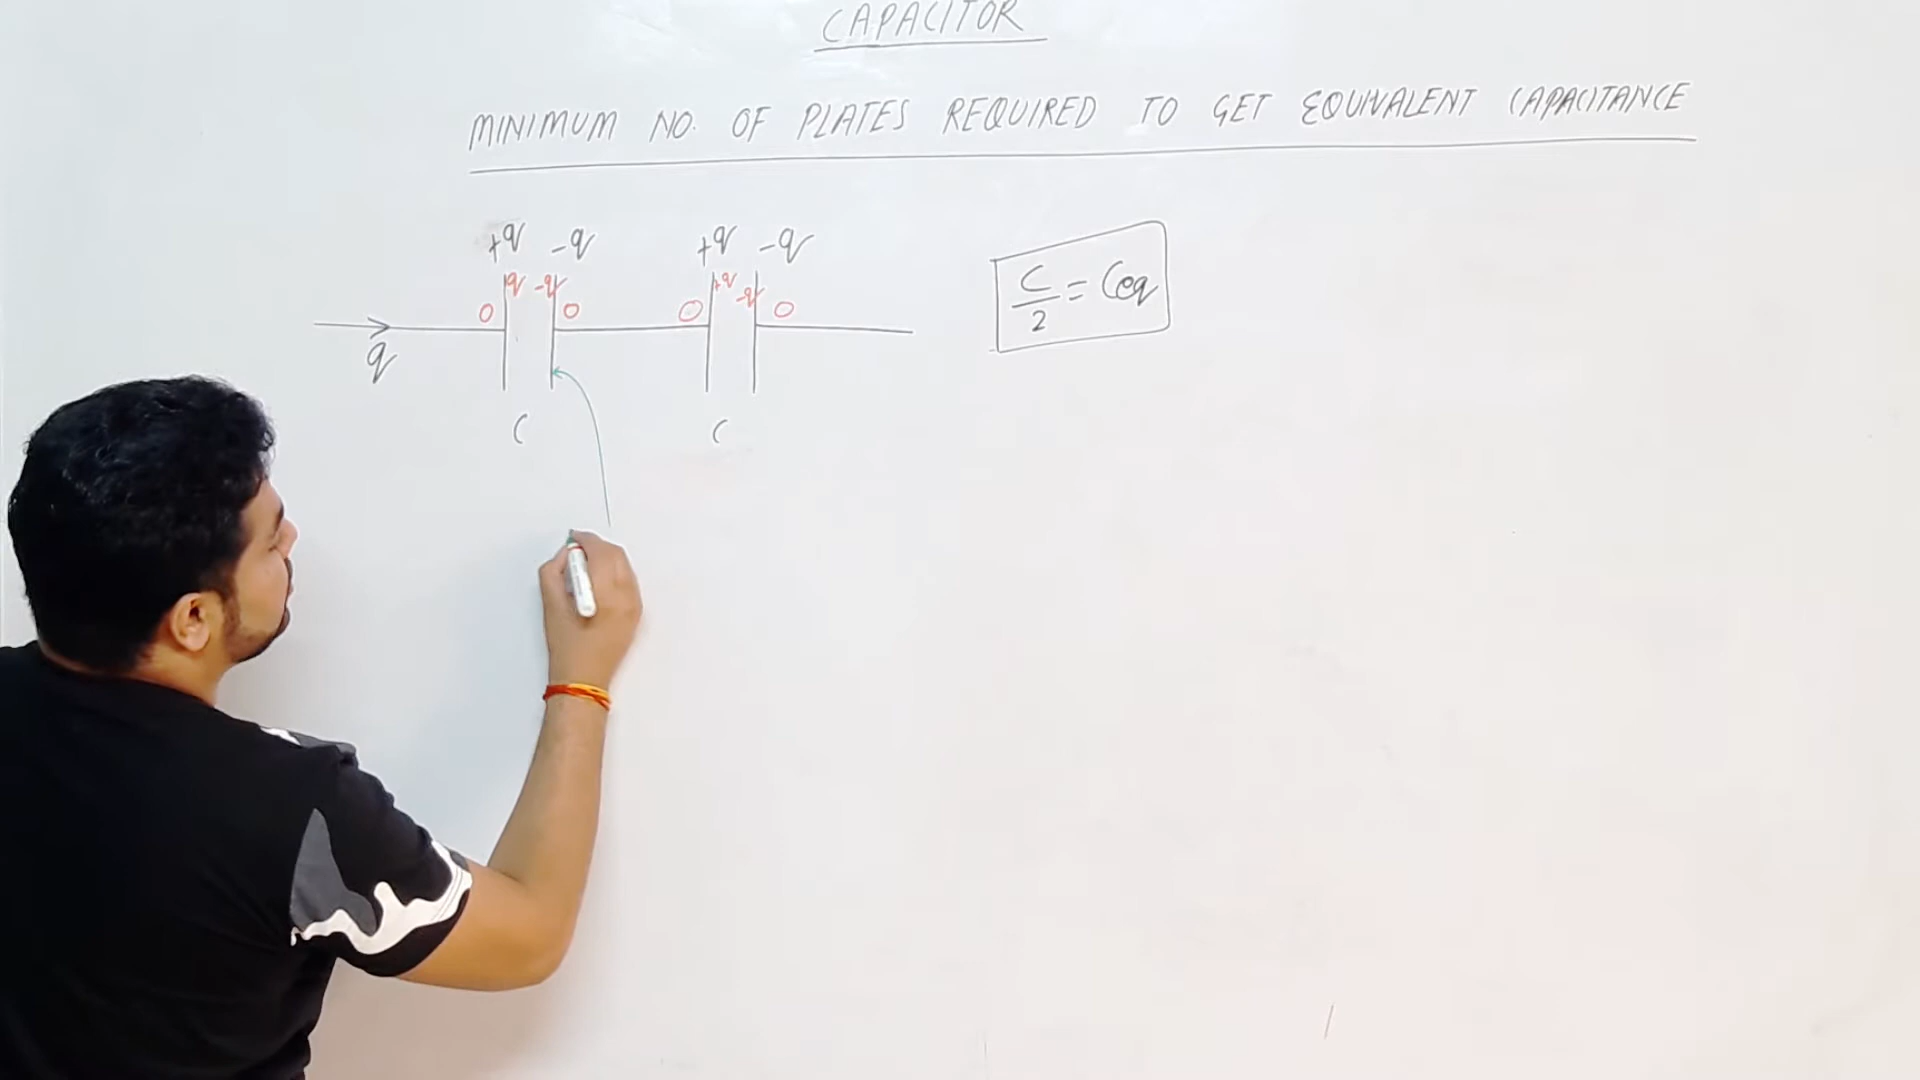 CAPACITOR
MINIMUM NO. OF PLATES REQUIRED TO GET EQUIVALENT CAPACITANCE
+q -q +q -q
q -q +q -q
0 0 0 0
q
C C
C/2 = Ceq